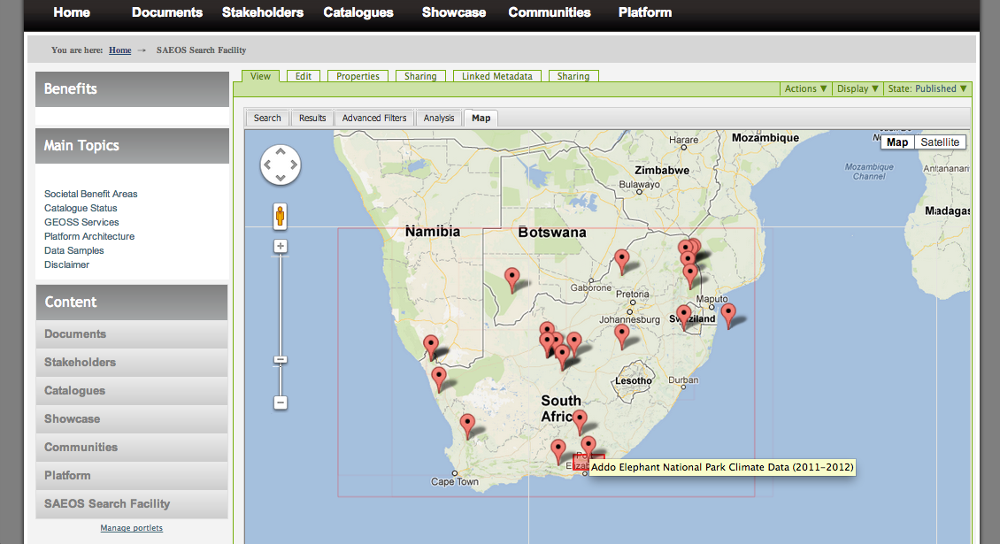 Home Documents Stakeholders Catalogues Showcase Communities Platform
You are here: Home → SAEOS Search Facility
Benefits
Main Topics
Societal Benefit Areas
Catalogue Status
GEOSS Services
Platform Architecture
Data Samples
Disclaimer
Content
Documents
Stakeholders
Catalogues
Showcase
Communities
Platform
SAEOS Search Facility
Manage portlets
View Edit Properties Sharing Linked Metadata Sharing
Actions ▼ Display ▼ State: Published ▼
Search Results Advanced Filters Analysis Map
Map Satellite
Harare
Mozambique
Zimbabwe
Bulawayo
Mozambique
Channel
Antananar
Madagas
Namibia
Botswana
Gaborone
Pretoria
Johannesburg
Maputo
Swaziland
Lesotho
Durban
South
Afric
Po
Eliza
Addo Elephant National Park Climate Data (2011-2012)
Cape Town